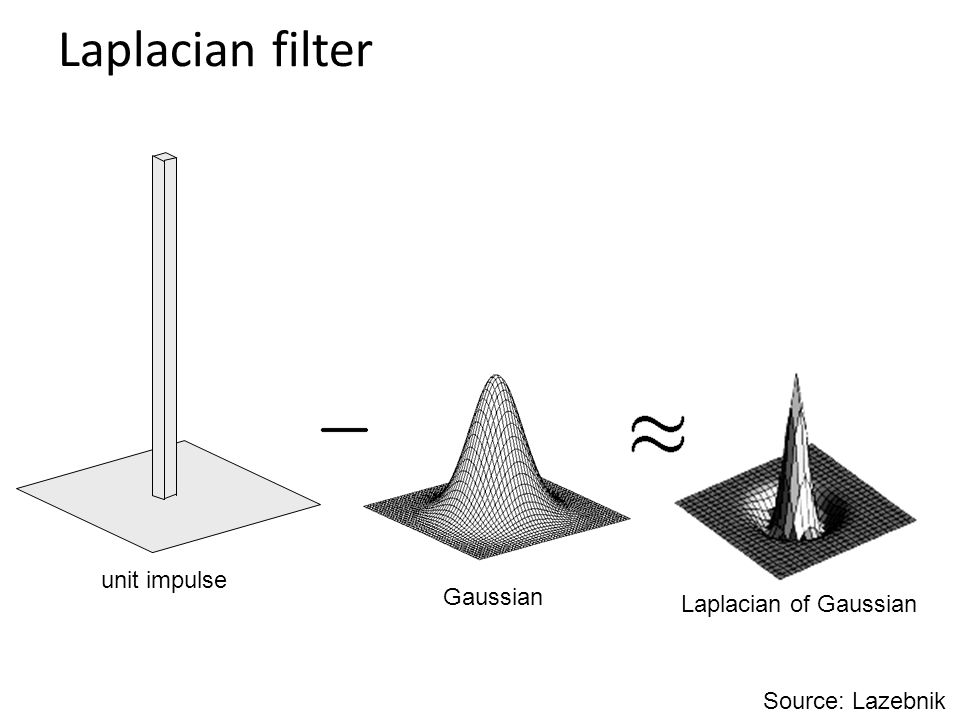 Laplacian filter
− ≈
unit impulse
Gaussian
Laplacian of Gaussian
Source: Lazebnik